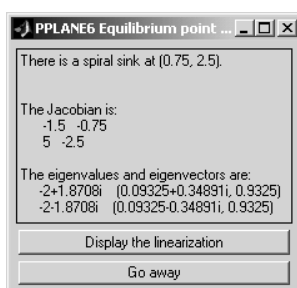 PPLANE6 Equilibrium point ...
There is a spiral sink at (0.75, 2.5).
The Jacobian is:
-1.5 -0.75
5 -2.5
The eigenvalues and eigenvectors are:
-2+1.8708i (0.09325+0.34891i, 0.9325)
-2-1.8708i (0.09325-0.34891i, 0.9325)
Display the linearization
Go away